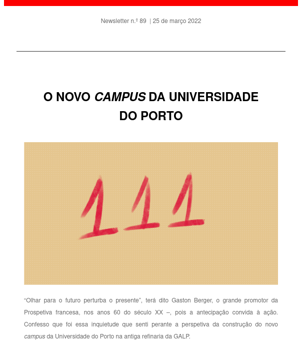 Newsletter n.º 89 | 25 de março 2022
O NOVO CAMPUS DA UNIVERSIDADE
DO PORTO
111
“Olhar para o futuro perturba o presente”, terá dito Gaston Berger, o grande promotor da
Prospetiva francesa, nos anos 60 do século XX –, pois a antecipação convida à ação.
Confesso que foi essa inquietude que senti perante a perspetiva da construção do novo
campus da Universidade do Porto na antiga refinaria da GALP.